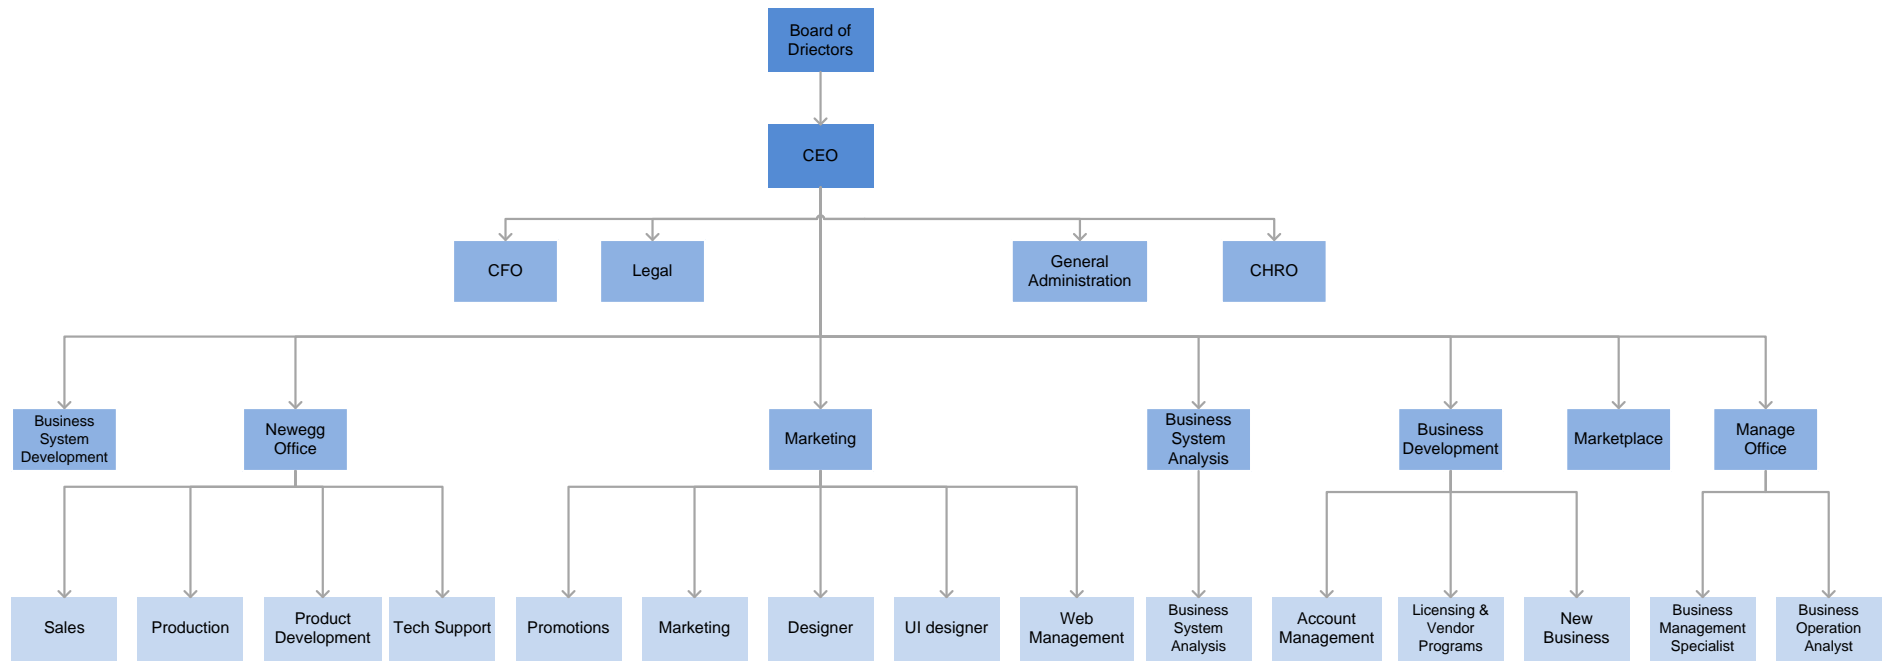 Board of
Driectors
CEO
CFO
Legal
General
Administration
CHRO
Business
System
Development
Newegg
Office
Marketing
Business
System
Analysis
Business
Development
Marketplace
Manage
Office
Sales
Production
Product
Development
Tech Support
Promotions
Marketing
Designer
UI designer
Web
Management
Business
System
Analysis
Account
Management
Licensing &
Vendor
Programs
New
Business
Business
Management
Specialist
Business
Operation
Analyst